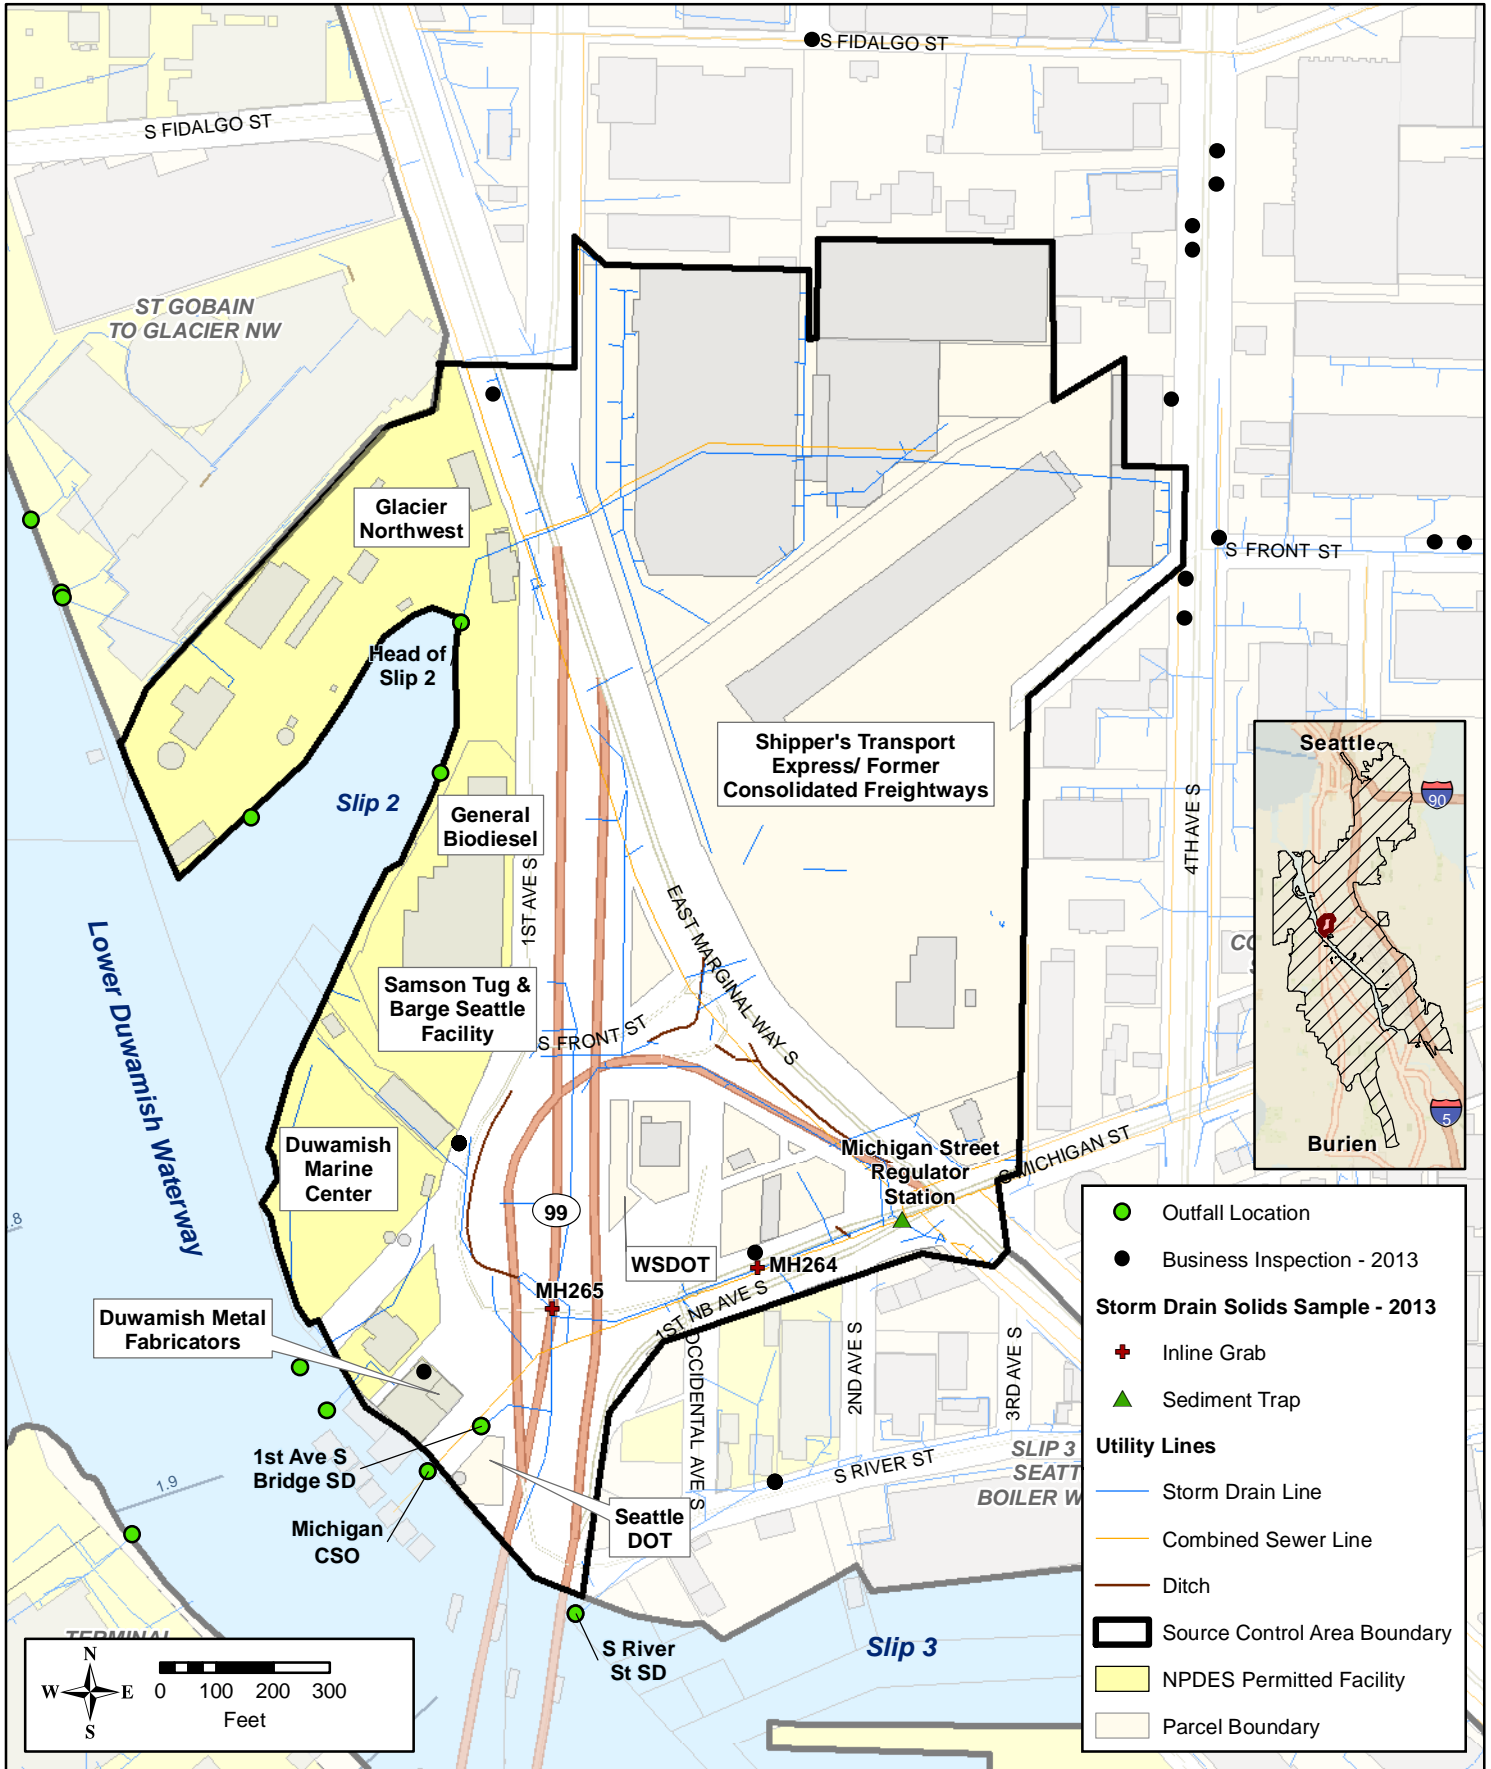 S FIDALGO ST
S FIDALGO ST
ST GOBAIN
TO GLACIER NW
Glacier
Northwest
S FRONT ST
Head of
Slip 2
Shipper's Transport
Express/ Former
Consolidated Freightways
Seattle
90
Slip 2
General
Biodiesel
4TH AVE S
1ST AVE S
EAST MARGINAL WAY S
Lower Duwamish Waterway
Samson Tug &
Barge Seattle
Facility
S FRONT ST
5
Burien
Duwamish
Marine
Center
Michigan Street
Regulator
Station
S MICHIGAN ST
99
WSDOT
MH264
MH265
1ST NB AVE S
Duwamish Metal
Fabricators
OCCIDENTAL AVE S
2ND AVE S
3RD AVE S
1st Ave S
Bridge SD
S RIVER ST
SLIP 3
SEATT
BOILER W
1.9
.8
Michigan
CSO
Seattle
DOT
S River
St SD
Slip 3
TERMINAL
N
W E
S
0 100 200 300
Feet
Outfall Location
Business Inspection - 2013
Storm Drain Solids Sample - 2013
Inline Grab
Sediment Trap
Utility Lines
Storm Drain Line
Combined Sewer Line
Ditch
Source Control Area Boundary
NPDES Permitted Facility
Parcel Boundary